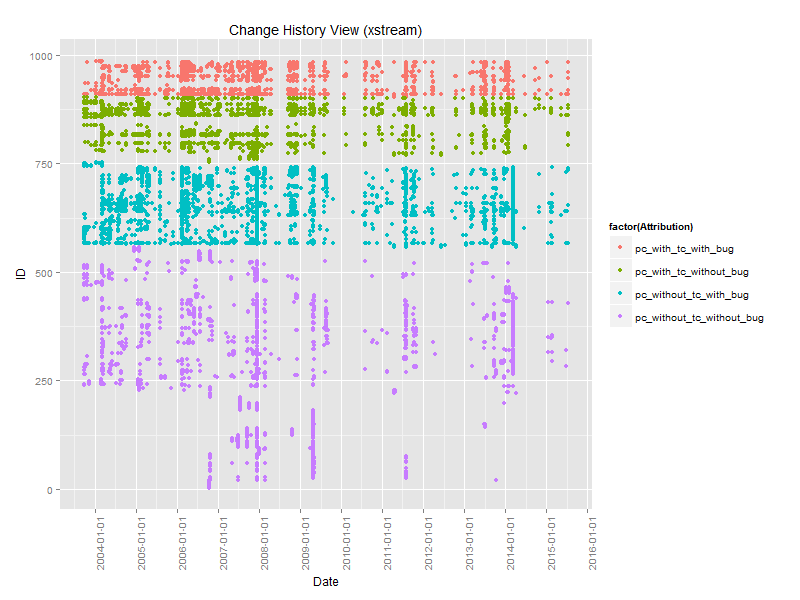 Change History View (xstream)
1000
750
500
250
0
ID
2004-01-01
2005-01-01
2006-01-01
2007-01-01
2008-01-01
2009-01-01
2010-01-01
2011-01-01
2012-01-01
2013-01-01
2014-01-01
2015-01-01
2016-01-01
Date
factor(Attribution)
pc_with_tc_with_bug
pc_with_tc_without_bug
pc_without_tc_with_bug
pc_without_tc_without_bug